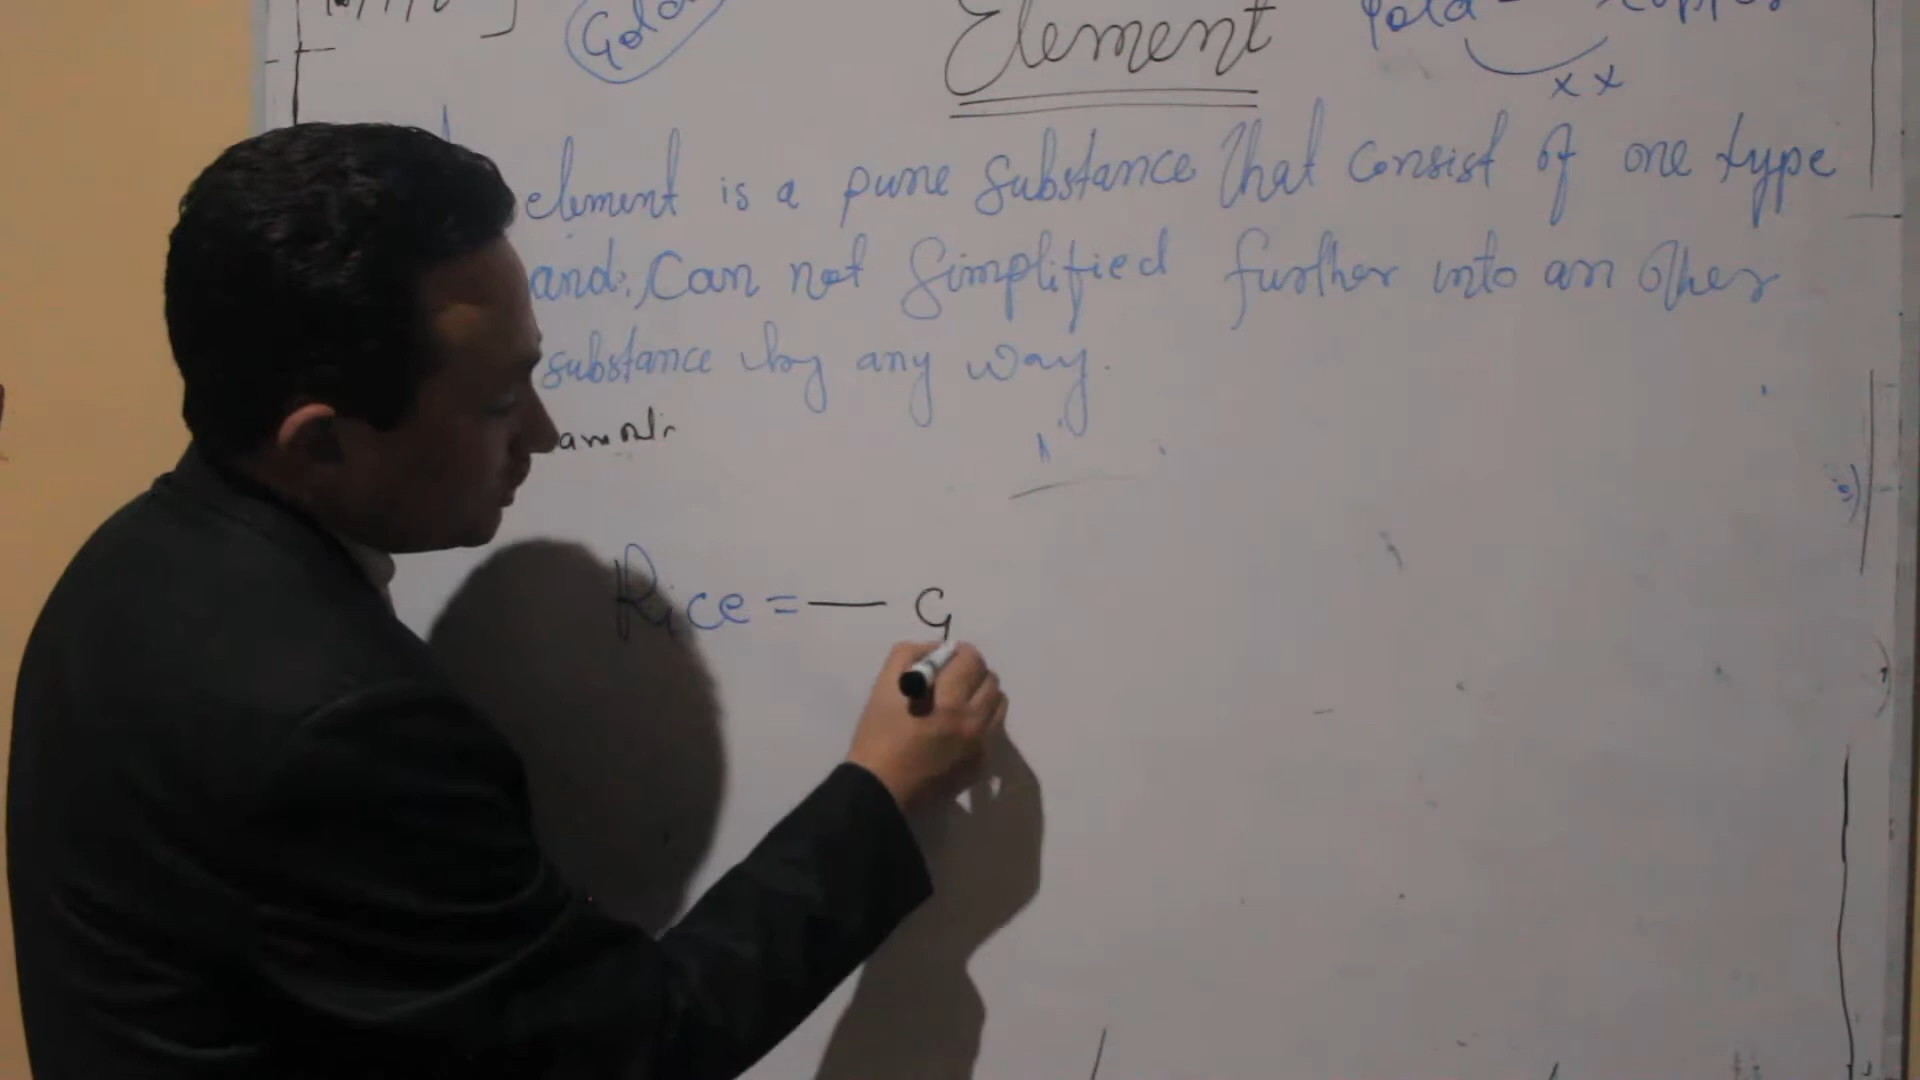 Gold Element gold -
x x
element is a pure substance that consist of one type
and, can not simplified further into an other
substance by any way.
Rice = — G